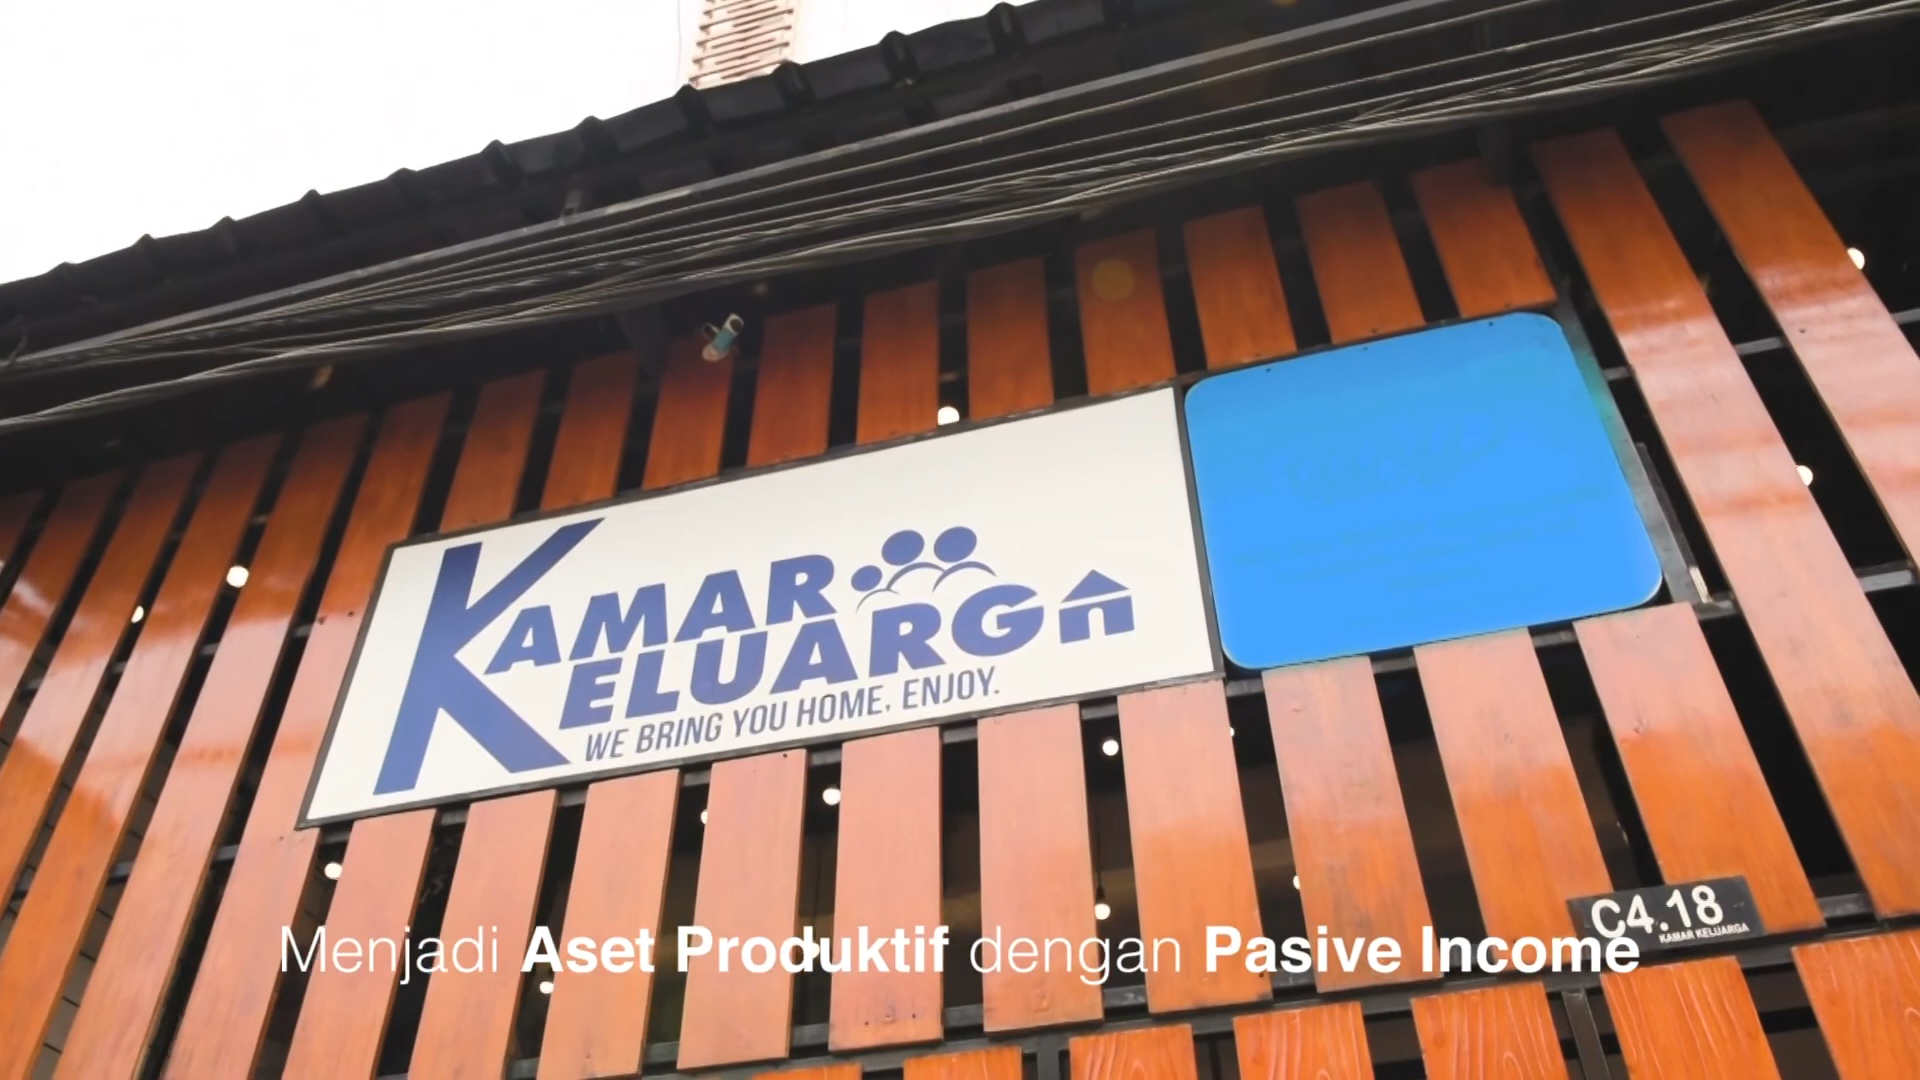 KAMAR
KELUARGA
WE BRING YOU HOME, ENJOY.
C4.18
KAMAR KELUARGA
Menjadi Aset Produktif dengan Pasive Income